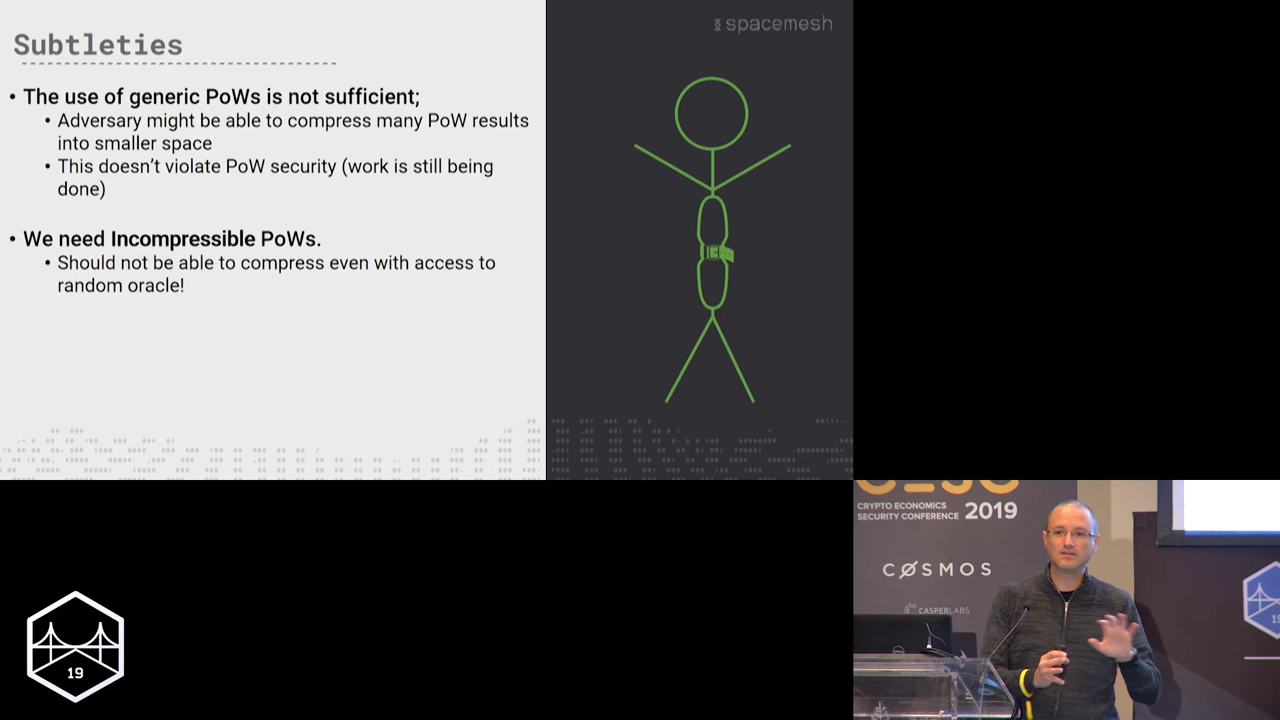 Subtleties
• The use of generic PoWs is not sufficient;
• Adversary might be able to compress many PoW results
into smaller space
• This doesn't violate PoW security (work is still being
done)
• We need Incompressible PoWs.
• Should not be able to compress even with access to
random oracle!
spacemesh
CRYPTO ECONOMICS
SECURITY CONFERENCE 2019
CØSMOS
CASPERLABS
19